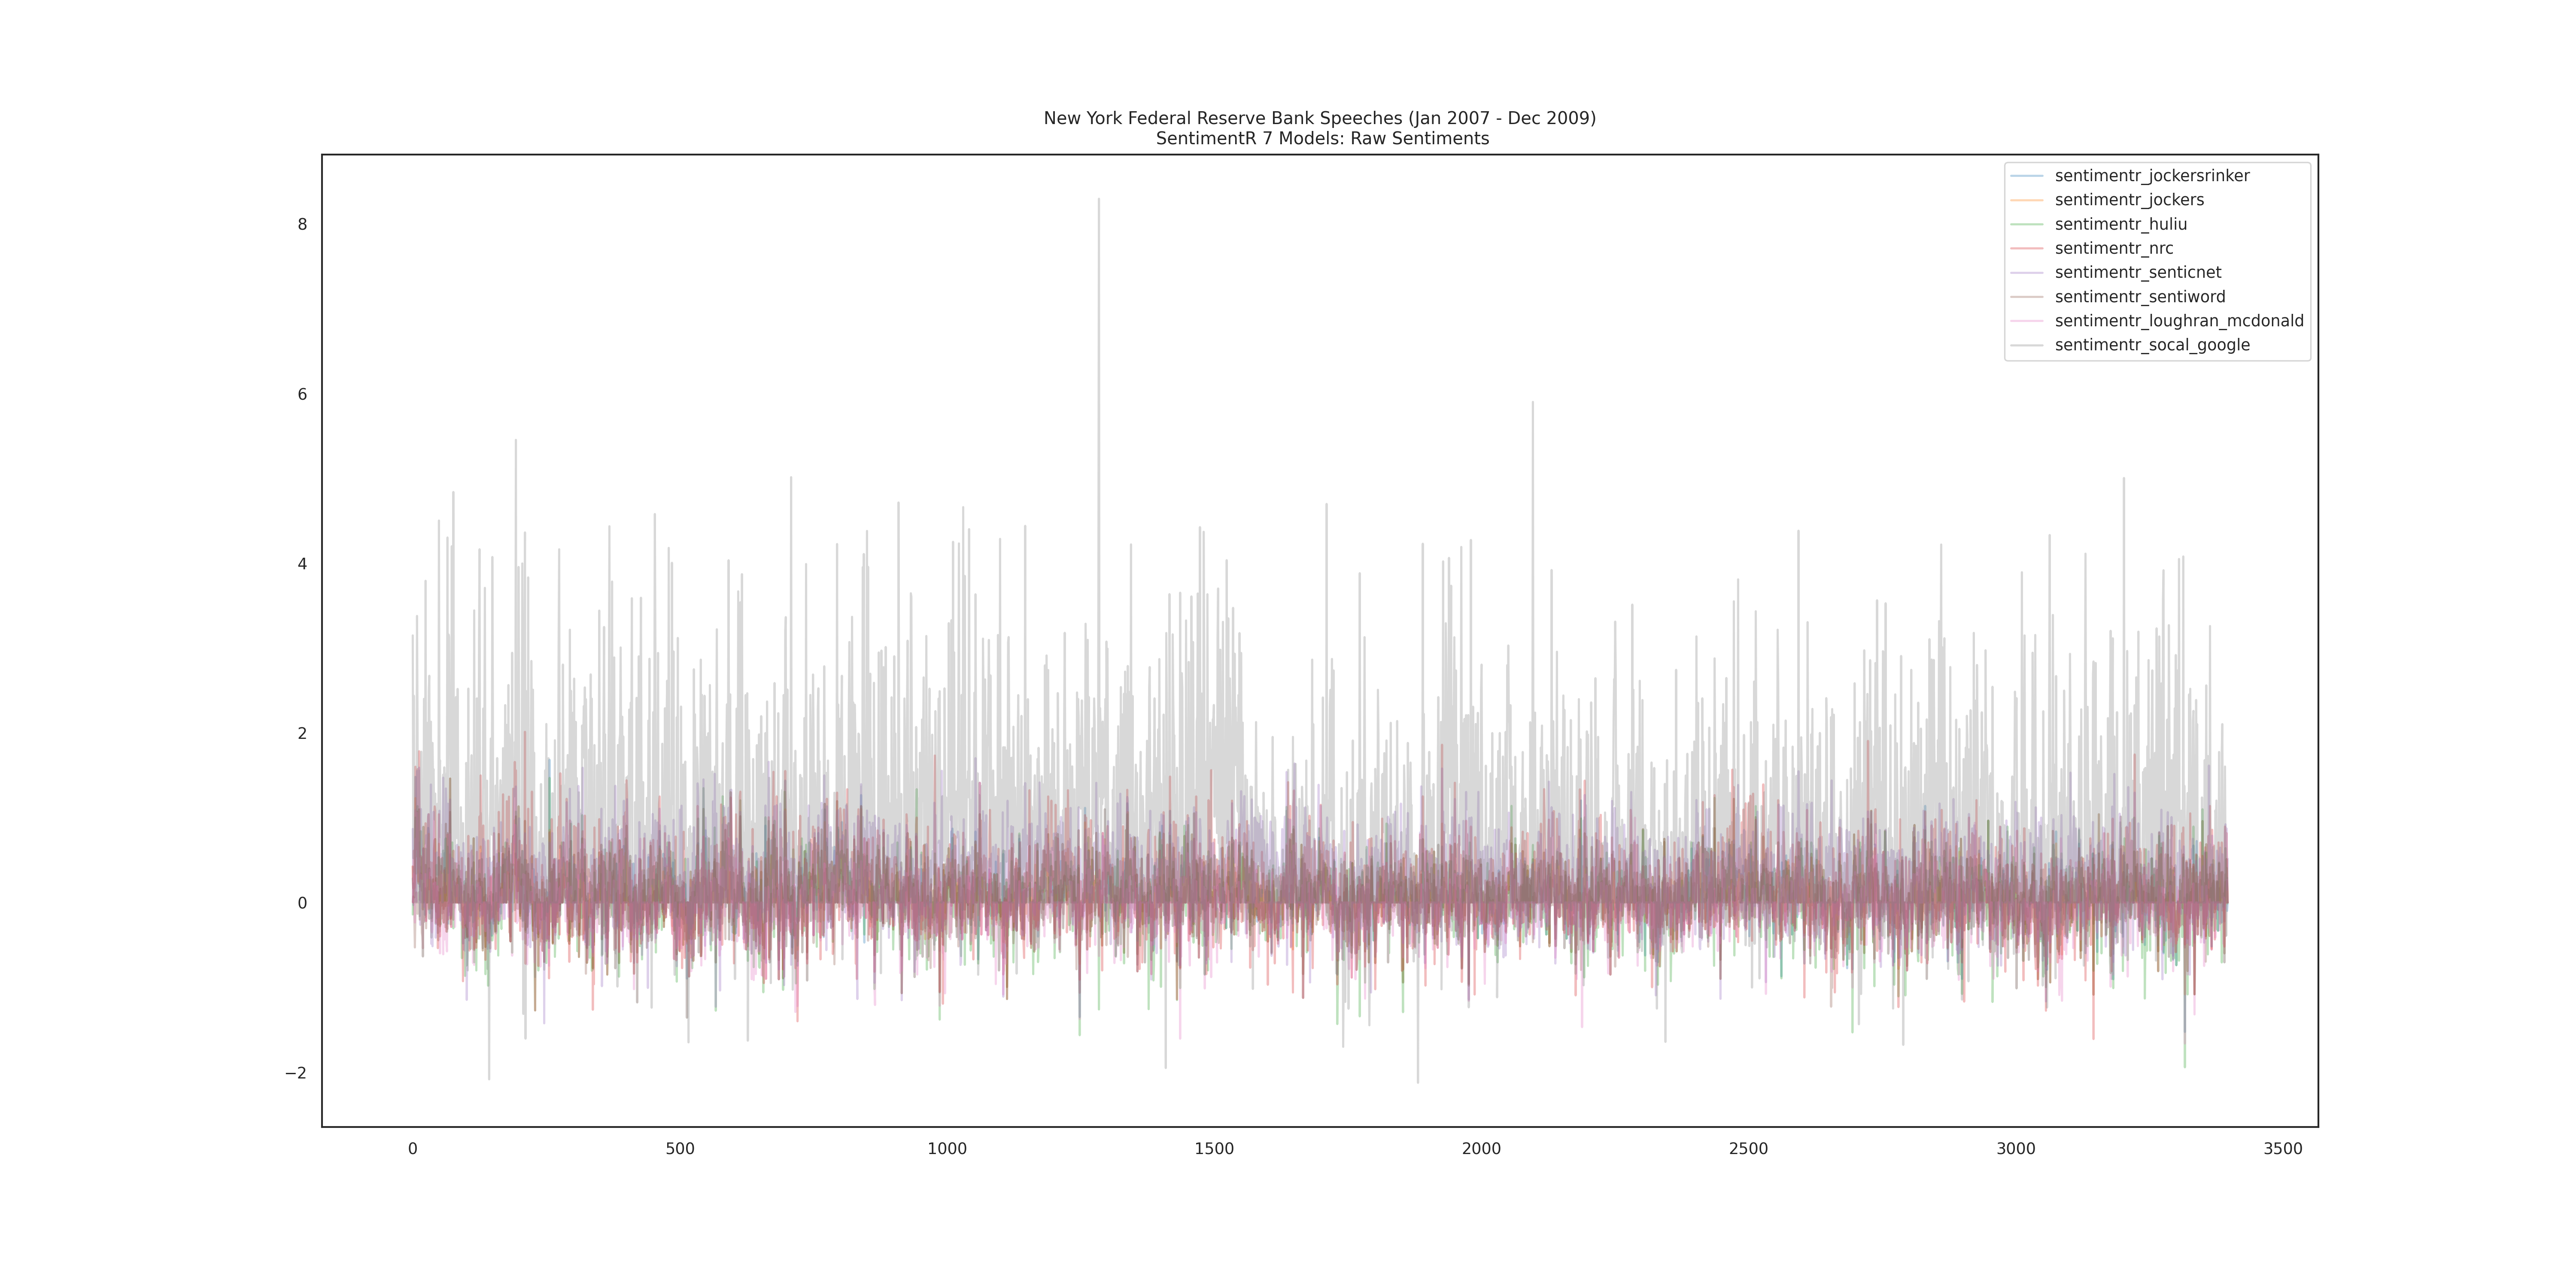 New York Federal Reserve Bank Speeches (Jan 2007 - Dec 2009)
SentimentR 7 Models: Raw Sentiments
sentimentr_jockersrinker
sentimentr_jockers
sentimentr_huliu
sentimentr_nrc
sentimentr_senticnet
sentimentr_sentiword
sentimentr_loughran_mcdonald
sentimentr_socal_google
8
6
4
2
0
−2
0 500 1000 1500 2000 2500 3000 3500